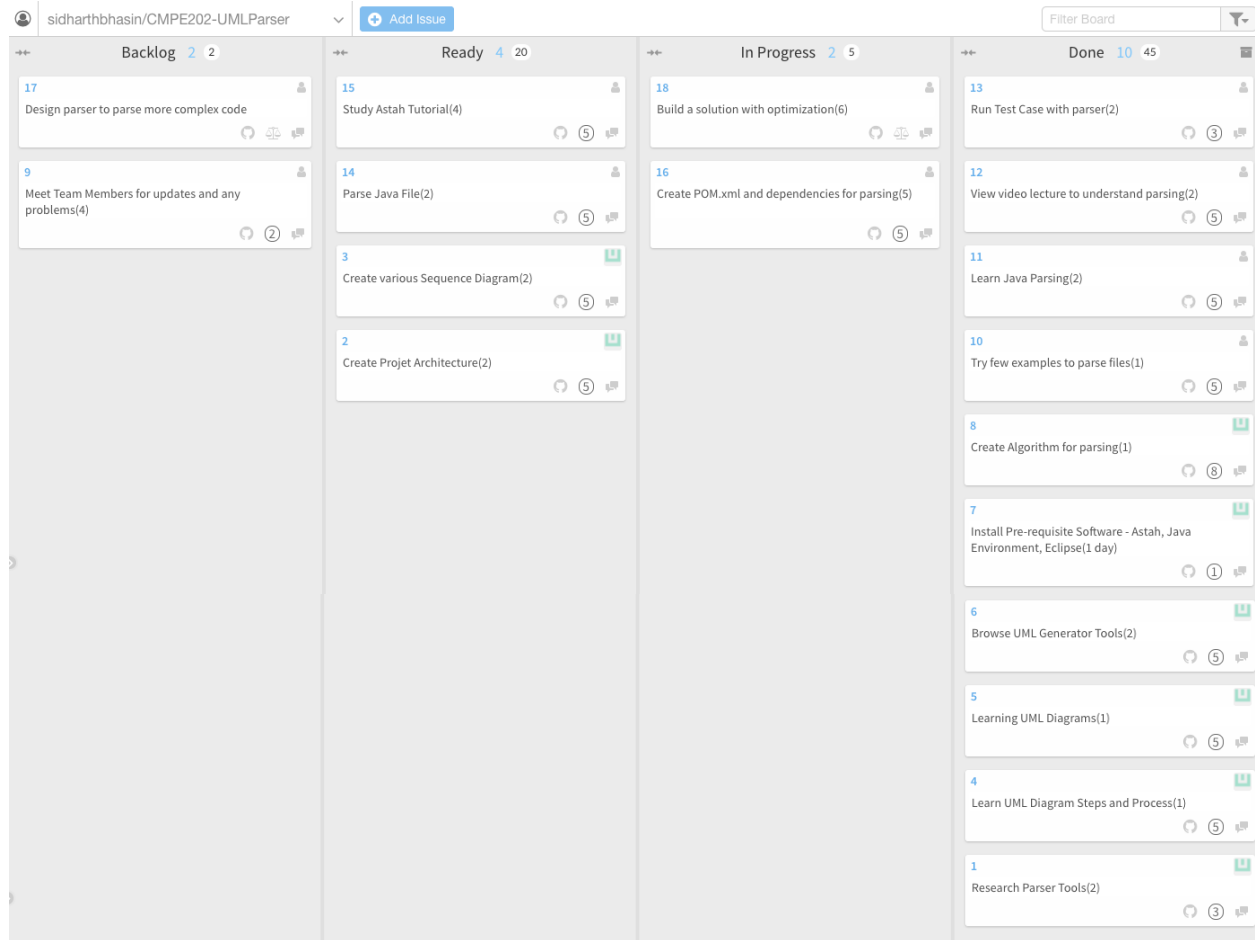 sidharthbhasin/CMPE202-UMLParser
Add Issue
Filter Board
Backlog 2 2
17
Design parser to parse more complex code
9
Meet Team Members for updates and any
problems(4)
2
Ready 4 20
15
Study Astah Tutorial(4)
5
14
Parse Java File(2)
5
3
Create various Sequence Diagram(2)
5
2
Create Projet Architecture(2)
5
In Progress 2 5
18
Build a solution with optimization(6)
16
Create POM.xml and dependencies for parsing(5)
5
Done 10 45
13
Run Test Case with parser(2)
3
12
View video lecture to understand parsing(2)
5
11
Learn Java Parsing(2)
5
10
Try few examples to parse files(1)
5
8
Create Algorithm for parsing(1)
8
7
Install Pre-requisite Software - Astah, Java
Environment, Eclipse(1 day)
1
6
Browse UML Generator Tools(2)
5
5
Learning UML Diagrams(1)
5
4
Learn UML Diagram Steps and Process(1)
5
1
Research Parser Tools(2)
3